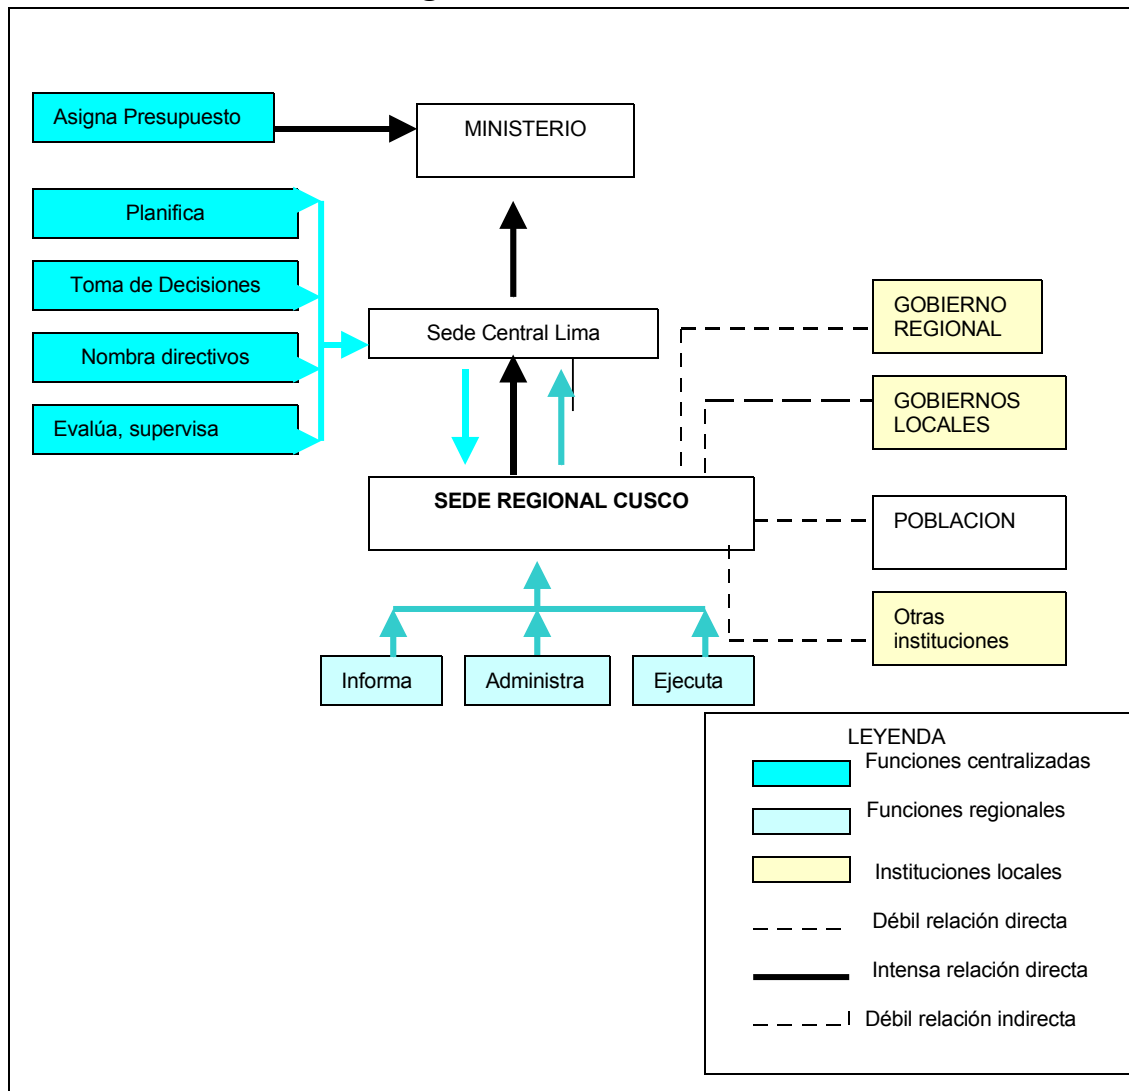 Asigna Presupuesto
MINISTERIO
Planifica
Toma de Decisiones
Nombra directivos
Evalúa, supervisa
Sede Central Lima
GOBIERNO
REGIONAL
GOBIERNOS
LOCALES
SEDE REGIONAL CUSCO
POBLACION
Otras
instituciones
Informa
Administra
Ejecuta
LEYENDA
Funciones centralizadas
Funciones regionales
Instituciones locales
Débil relación directa
Intensa relación directa
Débil relación indirecta